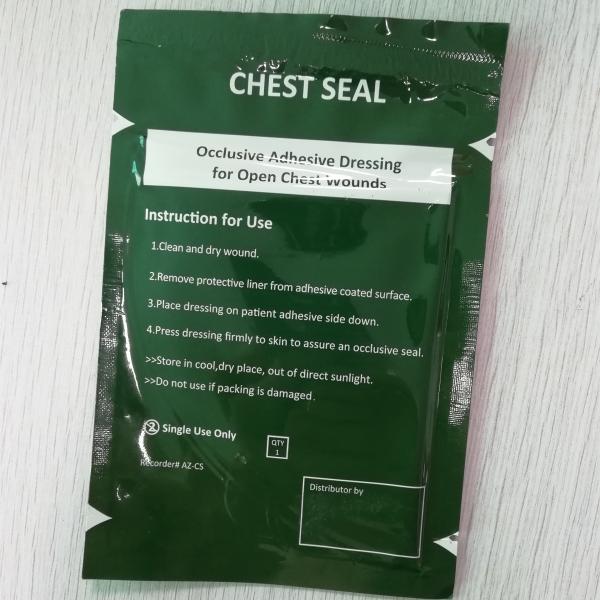 CHEST SEAL
Occlusive Adhesive Dressing
for Open Chest Wounds
Instruction for Use
1.Clean and dry wound.
2.Remove protective liner from adhesive coated surface.
3.Place dressing on patient adhesive side down.
4.Press dressing firmly to skin to assure an occlusive seal.
>>Store in cool,dry place, out of direct sunlight.
>>Do not use if packing is damaged.
2 Single Use Only
QTY
1
Recorder# AZ-CS
Distributor by